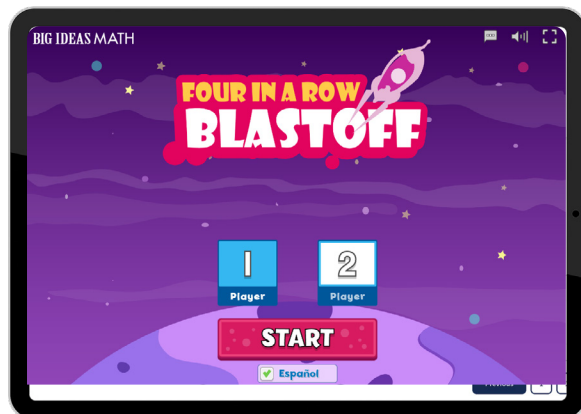 BIG IDEAS MATH
FOUR IN A ROW
BLASTOFF
1 2
Player Player
START
Español